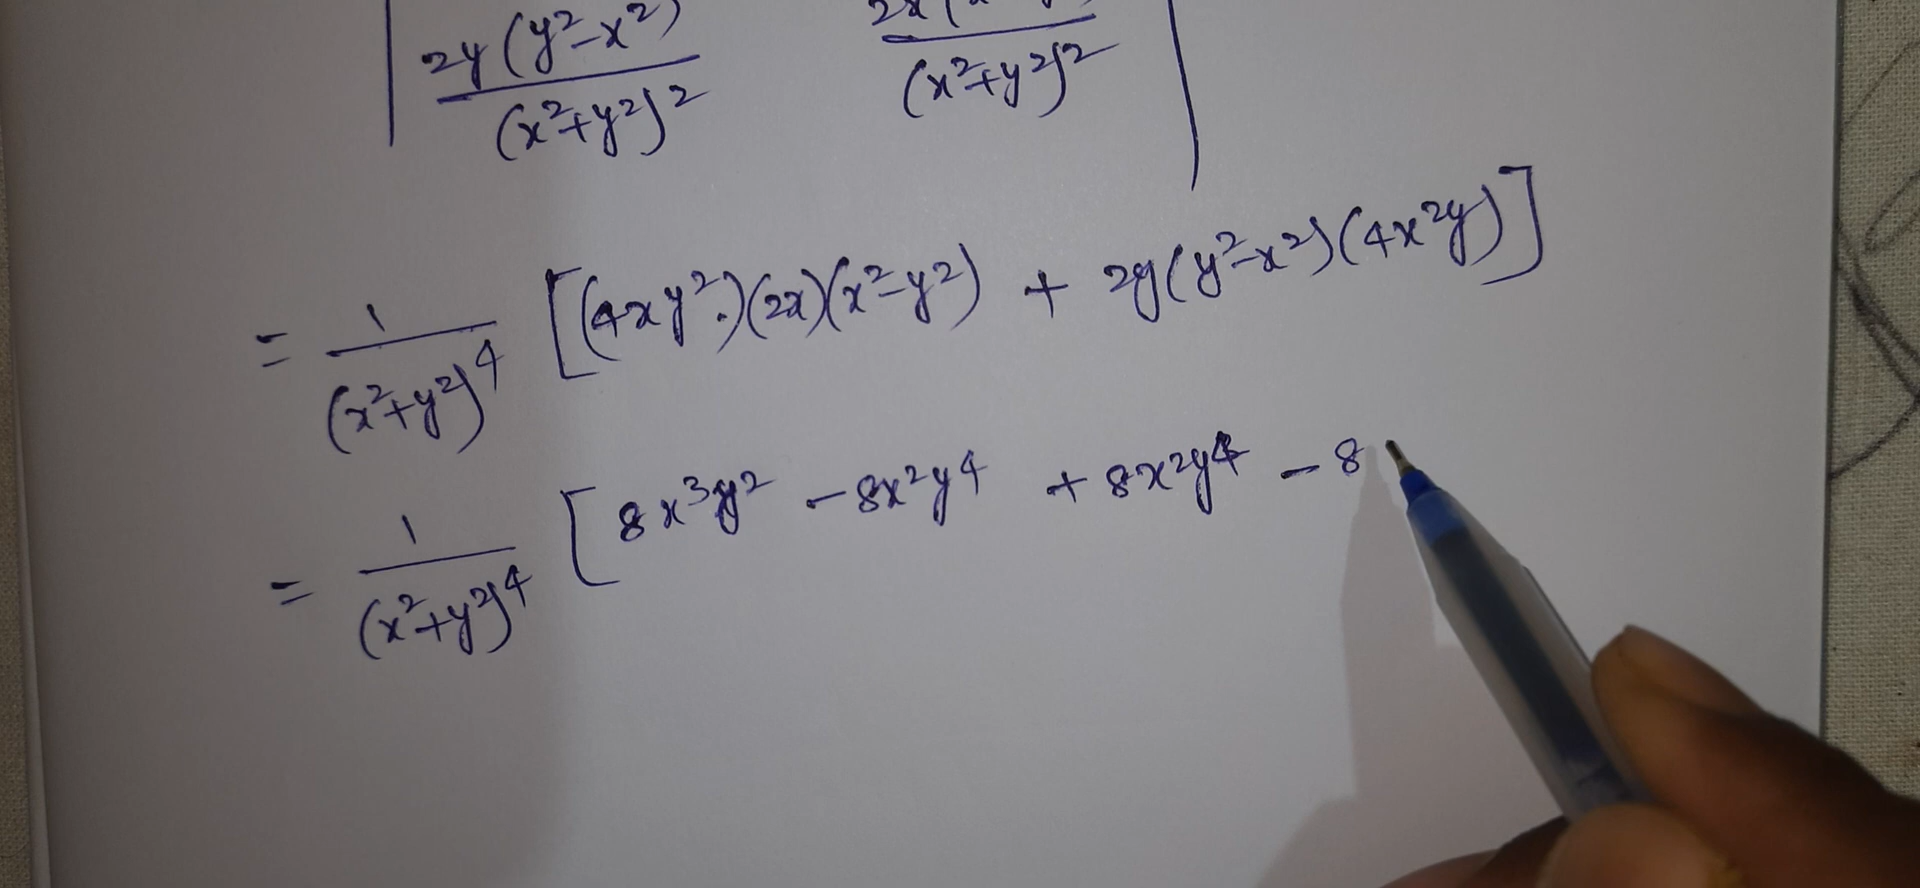 | 2y(y²-x²)/(x²+y²)² 2x(x /(x²+y²)² |
= 1/(x²+y²)⁴ [(4xy².)(2x)(x²-y²) + 2y(y²-x²)(4x²y)]
= 1/(x²+y²)⁴ [8x³y² - 8x²y⁴ + 8x²y⁴ - 8